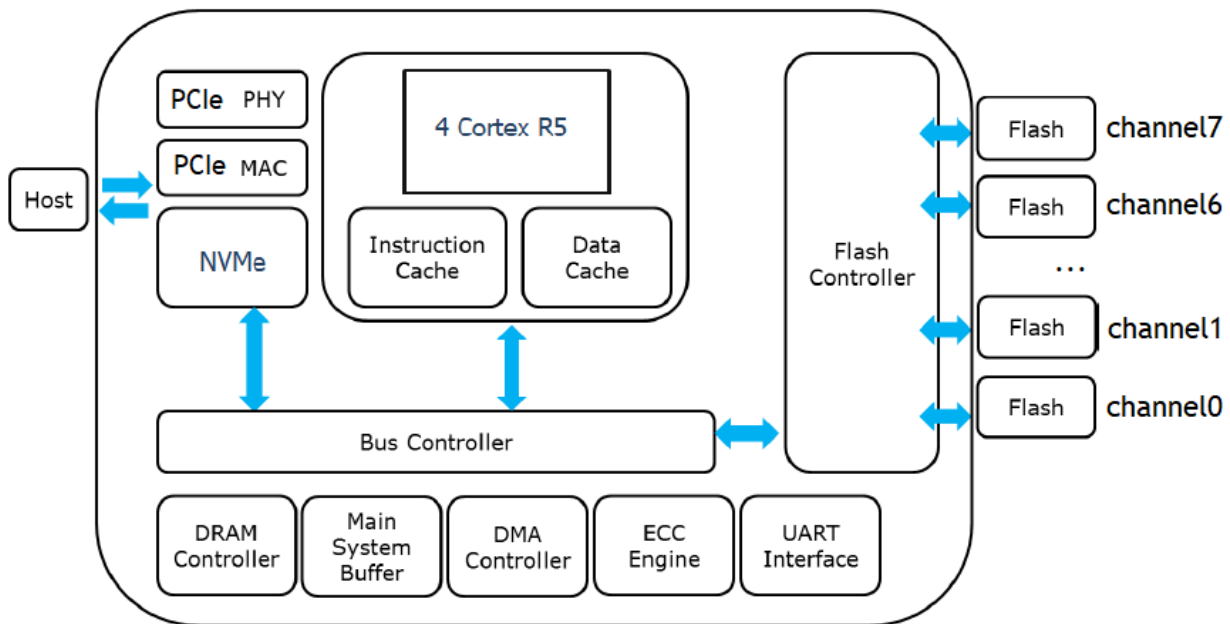 PCIe PHY
PCIe MAC
Host
NVMe
4 Cortex R5
Instruction
Cache
Data
Cache
Flash
Controller
Flash
channel7
Flash
channel6
...
Flash
channel1
Flash
channel0
Bus Controller
DRAM
Controller
Main
System
Buffer
DMA
Controller
ECC
Engine
UART
Interface